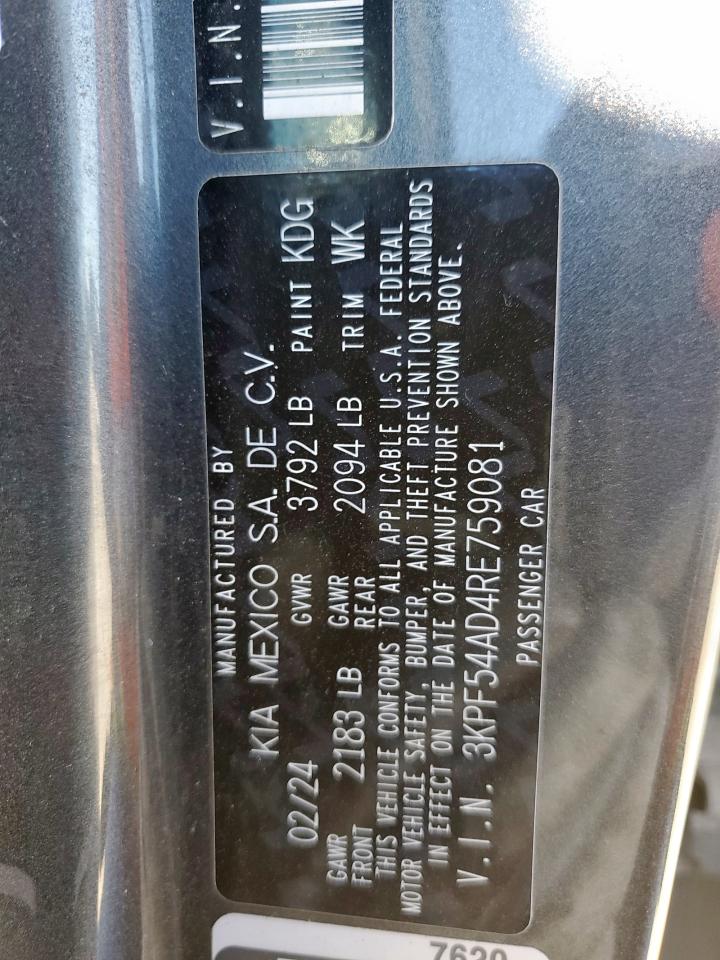 V.I.N.
MANUFACTURED BY
KIA MEXICO S.A. DE C.V.
02/24 GVWR 3792 LB PAINT KDG
GAWR FRONT 2183 LB GAWR REAR 2094 LB TRIM WK
THIS VEHICLE CONFORMS TO ALL APPLICABLE U.S.A. FEDERAL
MOTOR VEHICLE SAFETY, BUMPER, AND THEFT PREVENTION STANDARDS
IN EFFECT ON THE DATE OF MANUFACTURE SHOWN ABOVE.
V.I.N. 3KPF54AD4RE759081
PASSENGER CAR
7620